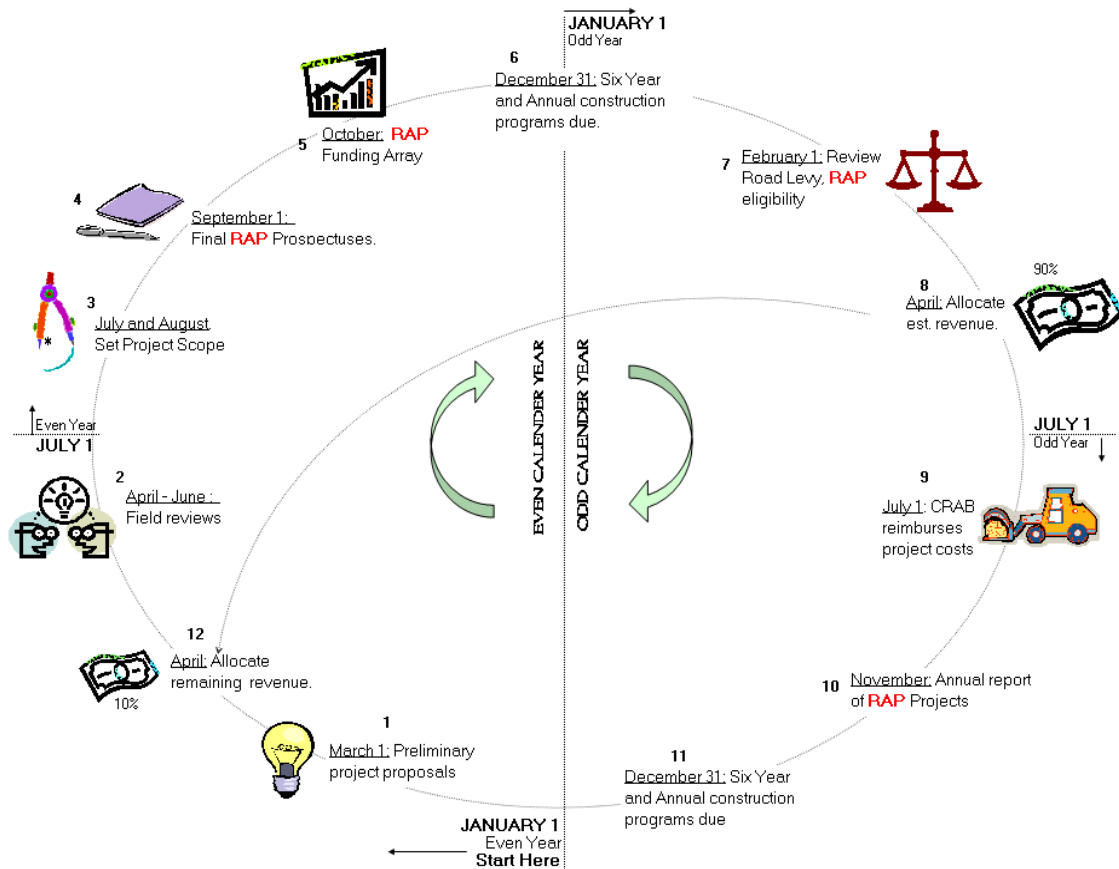 JANUARY 1
Odd Year
6
December 31: Six Year
and Annual construction
programs due.
5
October: RAP
Funding Array
7
February 1: Review
Road Levy, RAP
eligibility
4
September 1:
Final RAP Prospectuses.
90%
8
April: Allocate
est. revenue.
3
July and August
Set Project Scope
*
EVEN CALENDER YEAR
ODD CALENDER YEAR
Even Year
JULY 1
JULY 1
Odd Year
2
April - June :
Field reviews
9
July 1: CRAB
reimburses
project costs
12
April: Allocate
remaining revenue.
10%
10
November: Annual report
of RAP Projects
1
March 1: Preliminary
project proposals
11
December 31: Six Year
and Annual construction
programs due
JANUARY 1
Even Year
Start Here